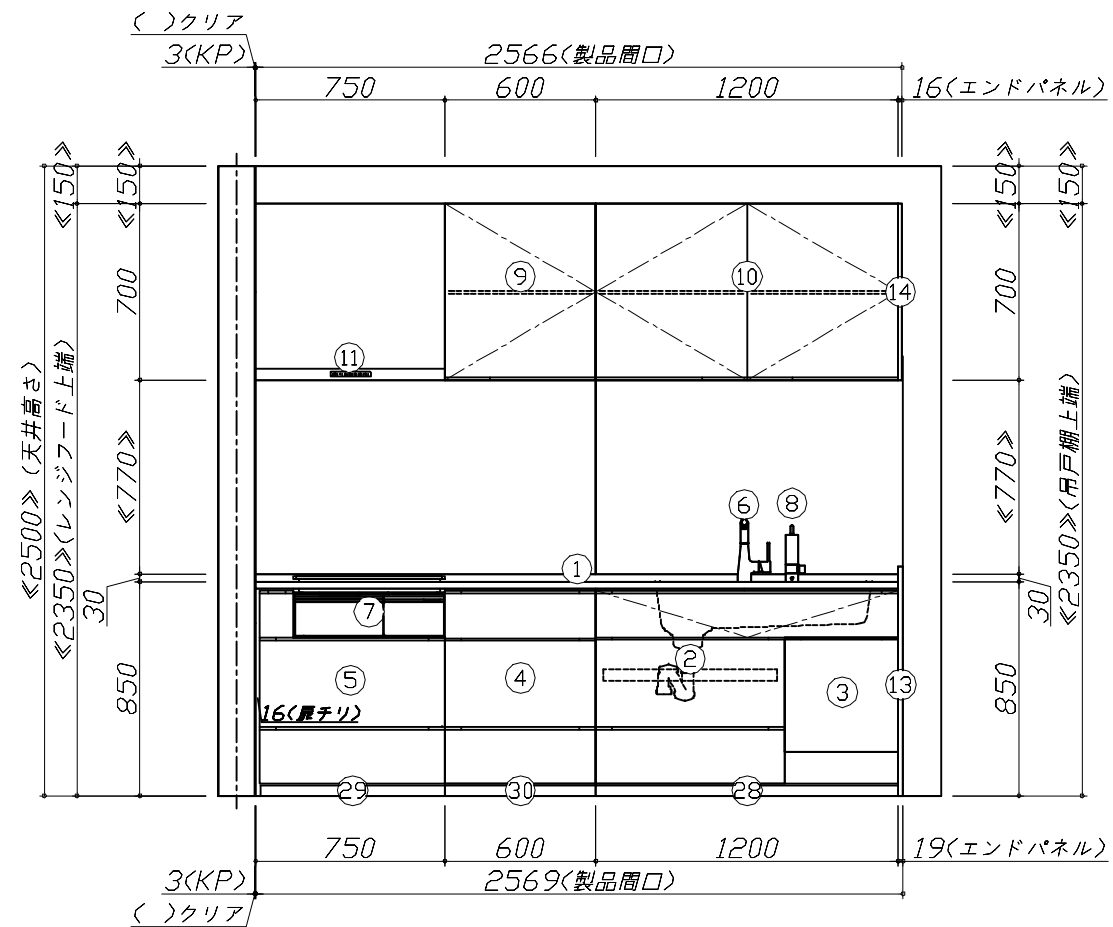 ( )クリア
3(KP)
2566(製品間口)
750
600
1200
16(エンドパネル)
≪150≫
≪150≫
≪150≫
≪150≫
700
700
9
10
14
11
≪2500≫(天井高さ)
≪2350≫(レンジフード上端)
≪770≫
≪770≫
≪2350≫(吊戸棚上端)
6
8
1
30
30
7
2
5
4
3
13
850
850
16(扉チリ)
29
30
28
750
600
1200
19(エンドパネル)
3(KP)
2569(製品間口)
( )クリア